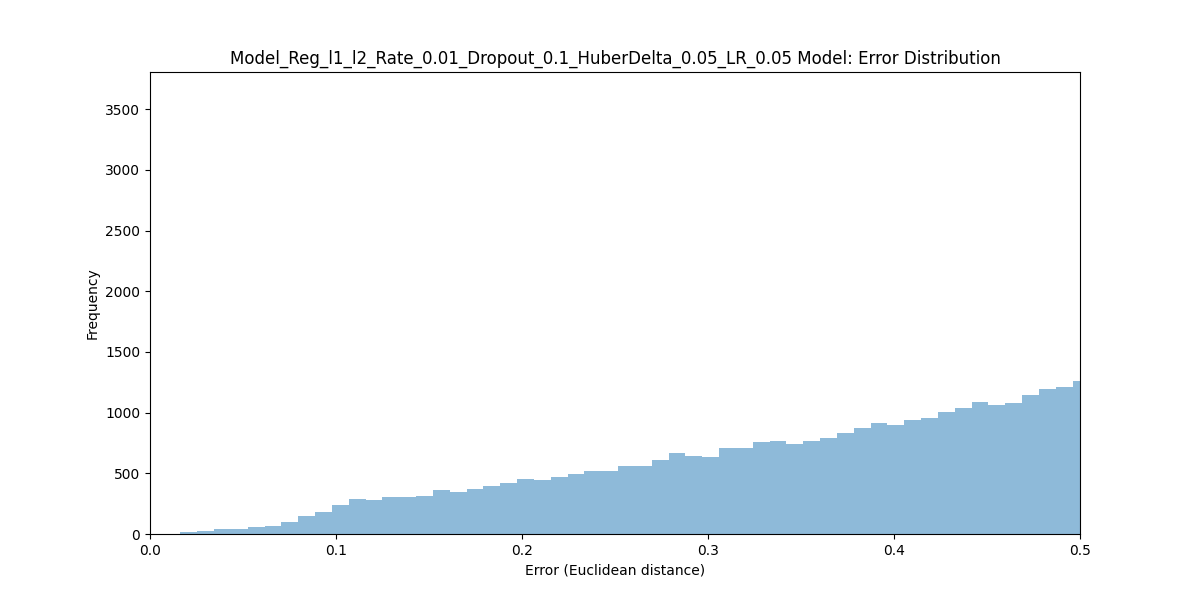 Model_Reg_l1_l2_Rate_0.01_Dropout_0.1_HuberDelta_0.05_LR_0.05 Model: Error Distribution
3500
3000
2500
2000
1500
1000
500
0
Frequency
0.0 0.1 0.2 0.3 0.4 0.5
Error (Euclidean distance)